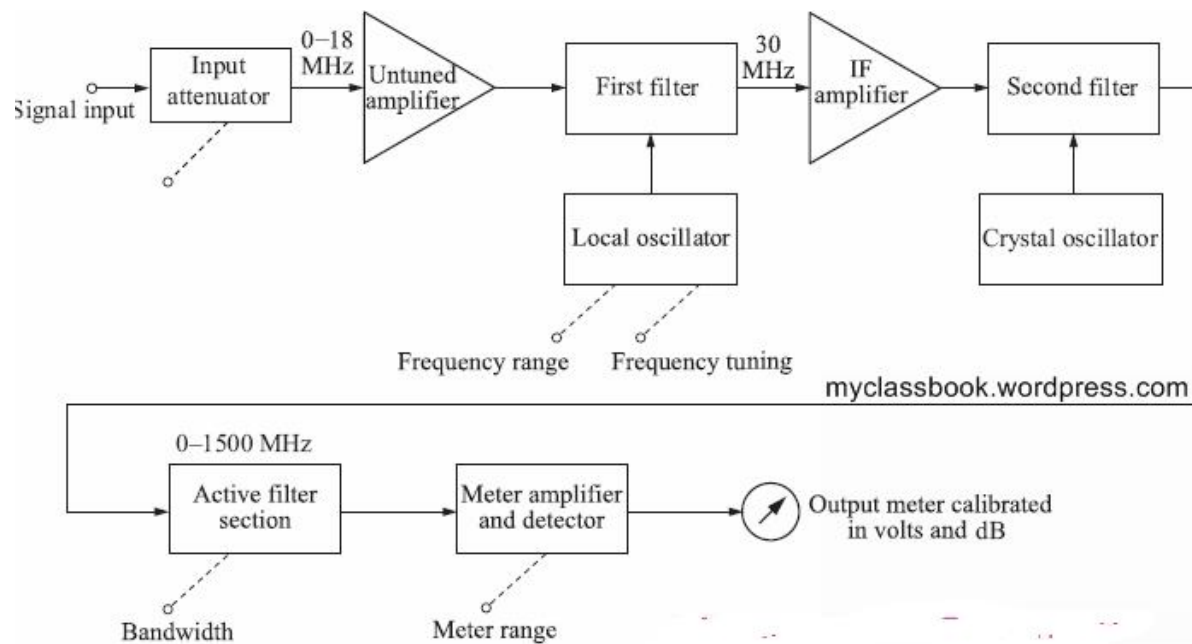 0–18
MHz
Input
attenuator
Signal input
Untuned
amplifier
First filter
30
MHz
IF
amplifier
Second filter
Local oscillator
Crystal oscillator
Frequency range
Frequency tuning
myclassbook.wordpress.com
0–1500 MHz
Active filter
section
Meter amplifier
and detector
Output meter calibrated
in volts and dB
Bandwidth
Meter range